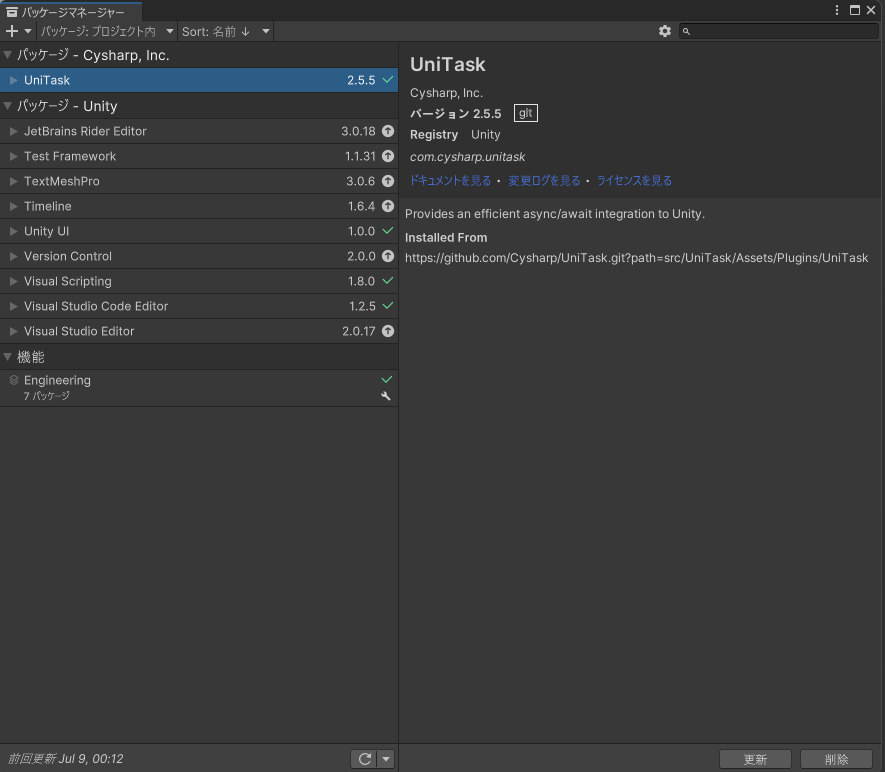 パッケージマネージャー
パッケージ: プロジェクト内 Sort: 名前 ↓
パッケージ - Cysharp, Inc.
UniTask 2.5.5
パッケージ - Unity
JetBrains Rider Editor 3.0.18
Test Framework 1.1.31
TextMeshPro 3.0.6
Timeline 1.6.4
Unity UI 1.0.0
Version Control 2.0.0
Visual Scripting 1.8.0
Visual Studio Code Editor 1.2.5
Visual Studio Editor 2.0.17
機能
Engineering
7 パッケージ
前回更新 Jul 9, 00:12
UniTask
Cysharp, Inc.
バージョン 2.5.5 git
Registry Unity
com.cysharp.unitask
ドキュメントを見る • 変更ログを見る • ライセンスを見る
Provides an efficient async/await integration to Unity.
Installed From
https://github.com/Cysharp/UniTask.git?path=src/UniTask/Assets/Plugins/UniTask
更新 削除